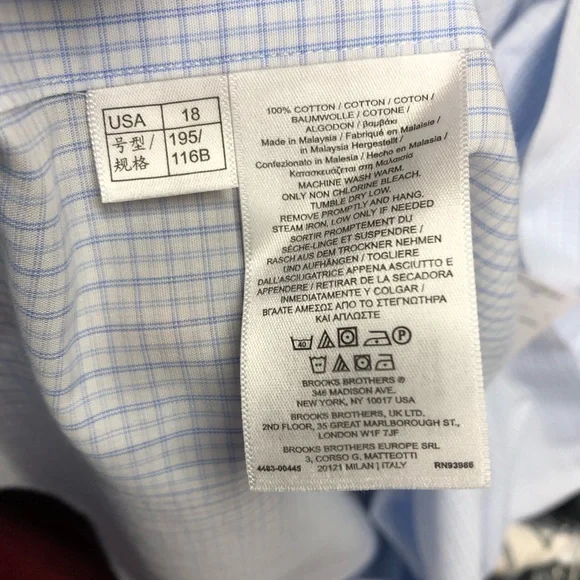 USA 18
号型/ 195/
规格 116B
100% COTTON / COTTON / COTON /
BAUMWOLLE / COTONE /
ALGODON / βαμβάκι
Made in Malaysia / Fabriqué en Malaisie /
in Malaysia Hergestellt /
Confezionato in Malesia / Hecho en Malasia /
Κατασκευάζεται στη Μαλαισία
MACHINE WASH WARM.
ONLY NON CHLORINE BLEACH.
TUMBLE DRY LOW.
REMOVE PROMPTLY AND HANG.
STEAM IRON, LOW ONLY IF NEEDED
SORTIR PROMPTEMENT DU
SÈCHE-LINGE ET SUSPENDRE /
RASCH AUS DEM TROCKNER NEHMEN
UND AUFHÄNGEN / TOGLIERE
DALL'ASCIUGATRICE APPENA ASCIUTTO E
APPENDERE / RETIRAR DE LA SECADORA
INMEDIATAMENTE Y COLGAR /
ΒΓΑΛΤΕ ΑΜΕΣΩΣ ΑΠΟ ΤΟ ΣΤΕΓΝΩΤΗΡΑ
ΚΑΙ ΑΠΛΩΣΤΕ
40 P
BROOKS BROTHERS ®
346 MADISON AVE.
NEW YORK, NY 10017 USA
BROOKS BROTHERS, UK LTD.
2ND FLOOR, 35 GREAT MARLBOROUGH ST.,
LONDON W1F 7JF
BROOKS BROTHERS EUROPE SRL
3, CORSO G. MATTEOTTI
4483-00445 20121 MILAN | ITALY RN93986